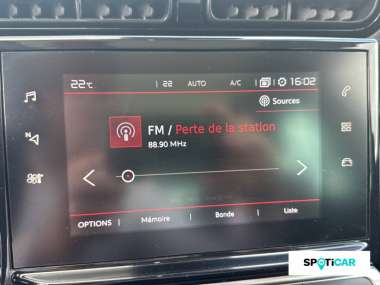 22°C 22 AUTO A/C 16:02
Sources
FM / Perte de la station
88.90 MHz
N
OPTIONS Mémoire Bande Liste
SPOTiCAR